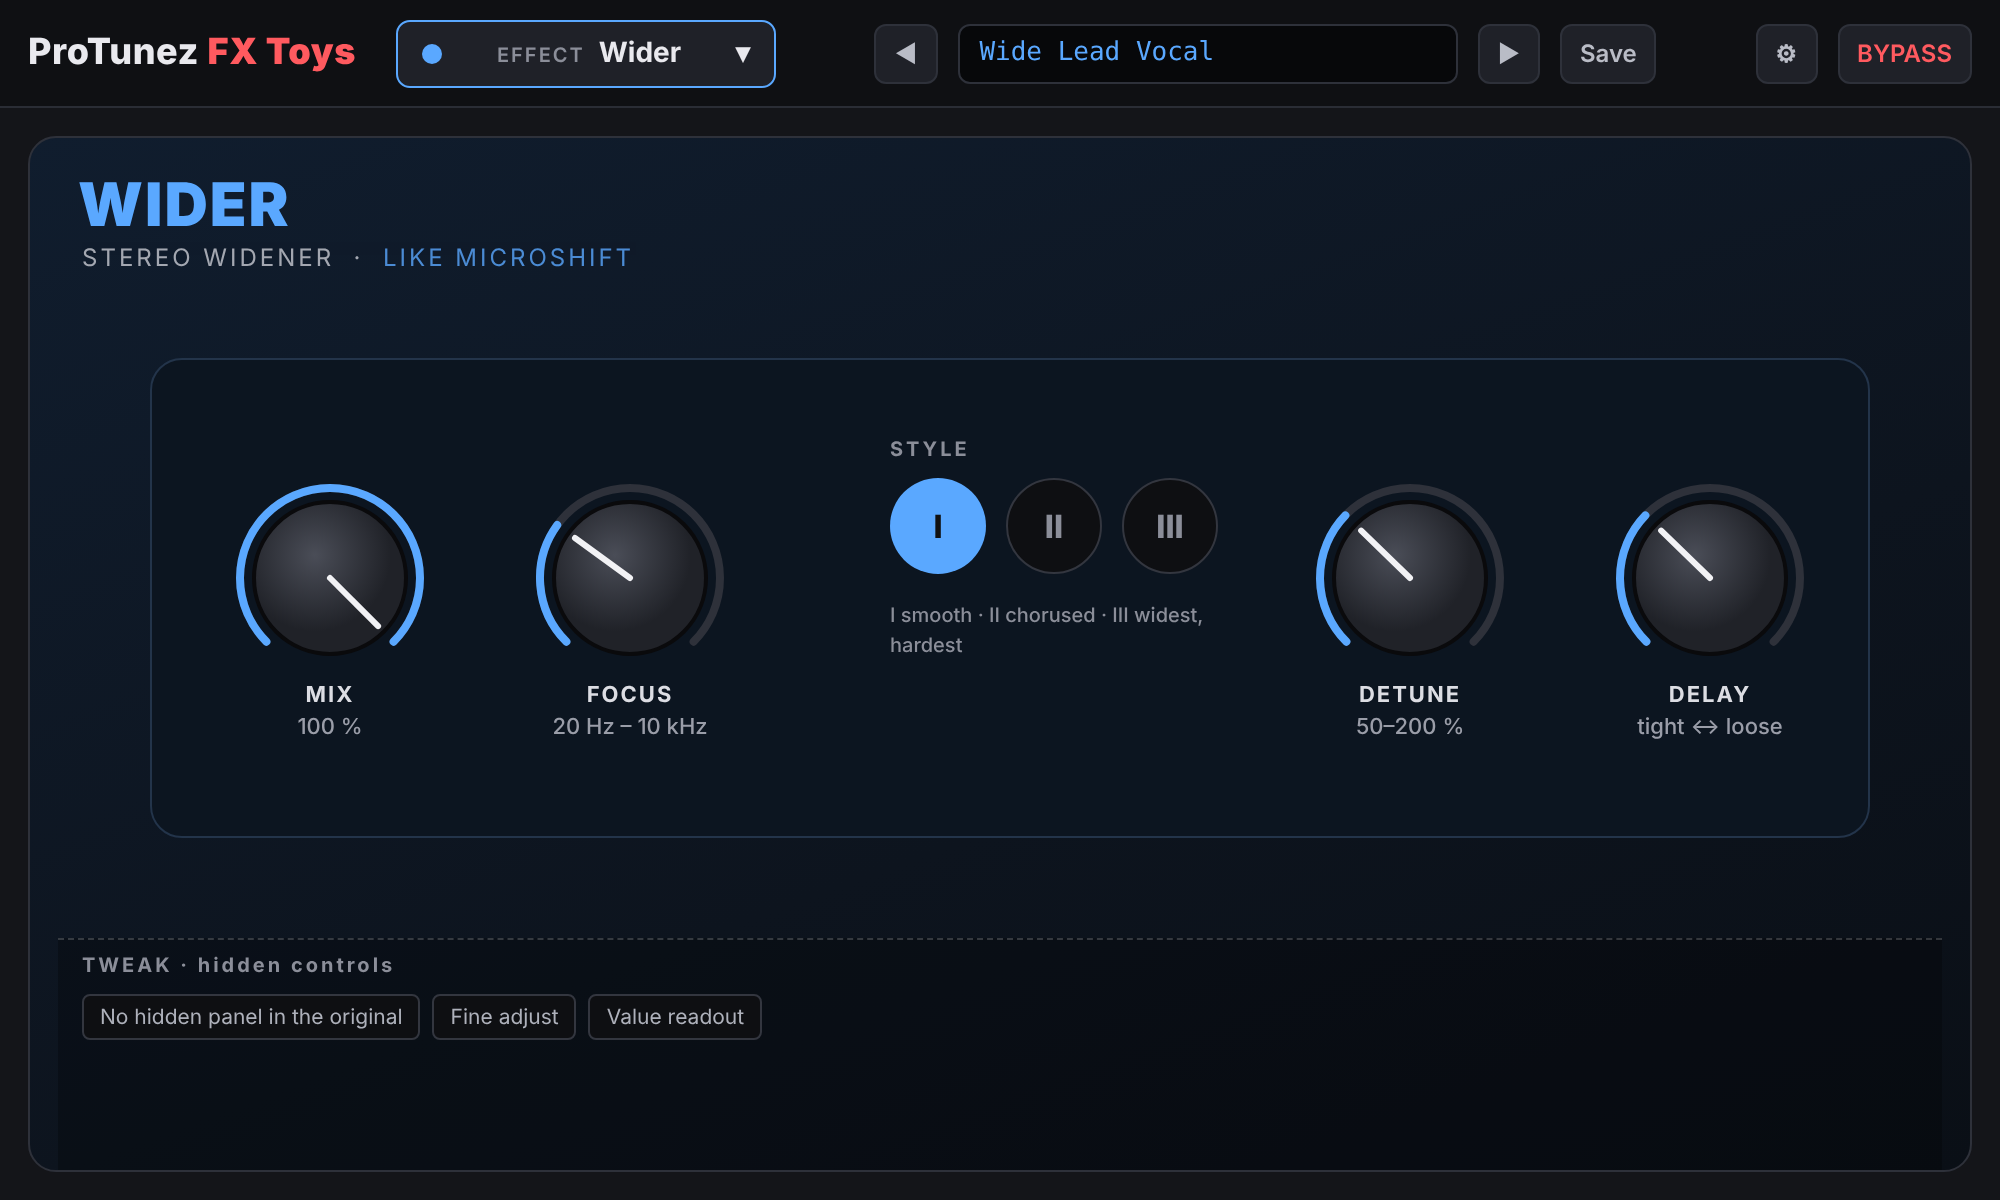 ProTunez FX Toys
EFFECT Wider ▼
◀
Wide Lead Vocal
▶
Save
⚙
BYPASS
WIDER
STEREO WIDENER · LIKE MICROSHIFT
STYLE
I
II
III
I smooth · II chorused · III widest,
hardest
MIX
100 %
FOCUS
20 Hz – 10 kHz
DETUNE
50–200 %
DELAY
tight ↔ loose
TWEAK · hidden controls
No hidden panel in the original
Fine adjust
Value readout